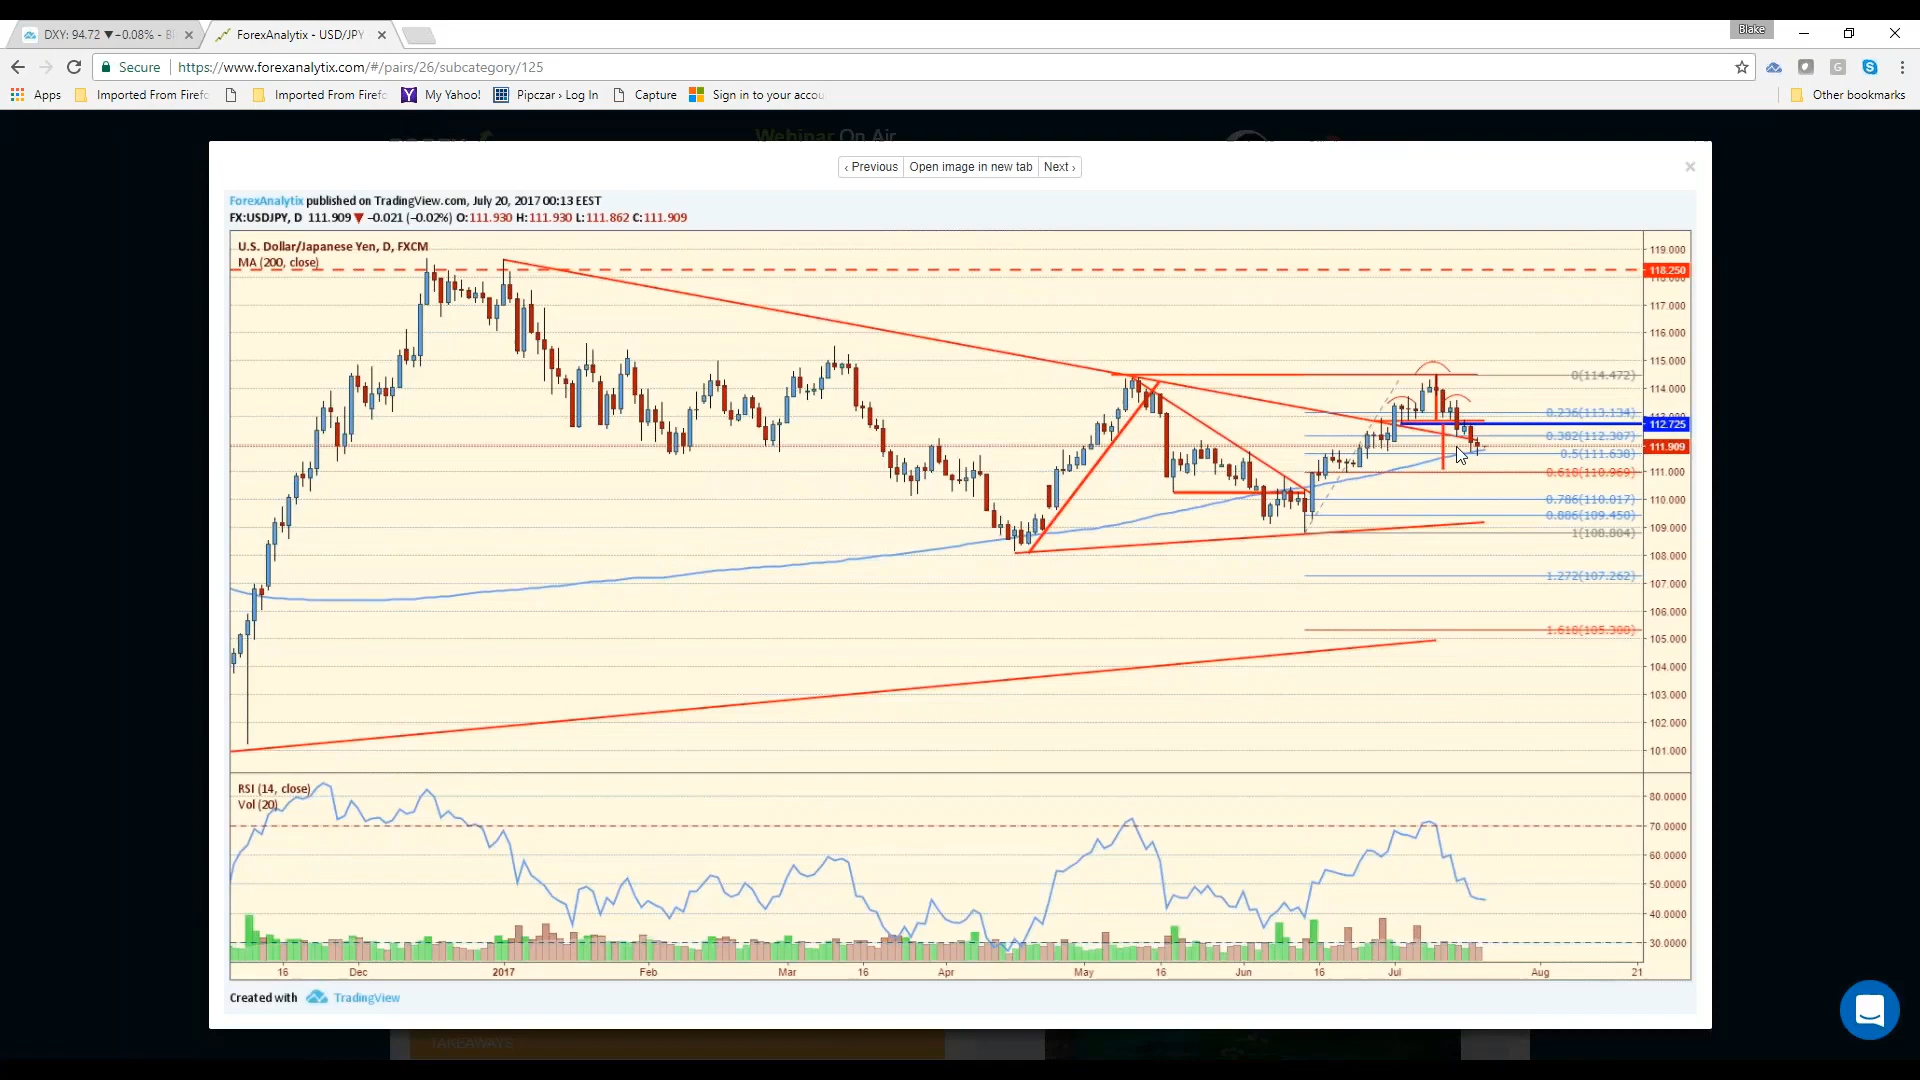 DXY: 94.72 ▼−0.08% - Bl
ForexAnalytix - USD/JPY
Blake
Secure
https://www.forexanalytix.com/#/pairs/26/subcategory/125
Apps
Imported From Firefo
Imported From Firefo
My Yahoo!
Pipczar › Log In
Capture
Sign in to your accou
Other bookmarks
Webinar On Air
‹ Previous
Open image in new tab
Next ›
×
ForexAnalytix published on TradingView.com, July 20, 2017 00:13 EEST
FX:USDJPY, D 111.909 ▼ −0.021 (−0.02%) O:111.930 H:111.930 L:111.862 C:111.909
U.S. Dollar/Japanese Yen, D, FXCM
MA (200, close)
119.000
118.250
118.000
117.000
116.000
115.000
0(114.472)
114.000
0.236(113.134)
113.000
112.725
0.382(112.307)
111.909
0.5(111.638)
111.000
0.618(110.969)
0.786(110.017)
110.000
0.886(109.450)
109.000
1(108.804)
108.000
1.272(107.262)
107.000
106.000
1.618(105.300)
105.000
104.000
103.000
102.000
101.000
RSI (14, close)
Vol (20)
80.0000
70.0000
60.0000
50.0000
40.0000
30.0000
16
Dec
2017
Feb
Mar
16
Apr
May
16
Jun
16
Jul
Aug
21
Created with TradingView
TAKEAWAYS